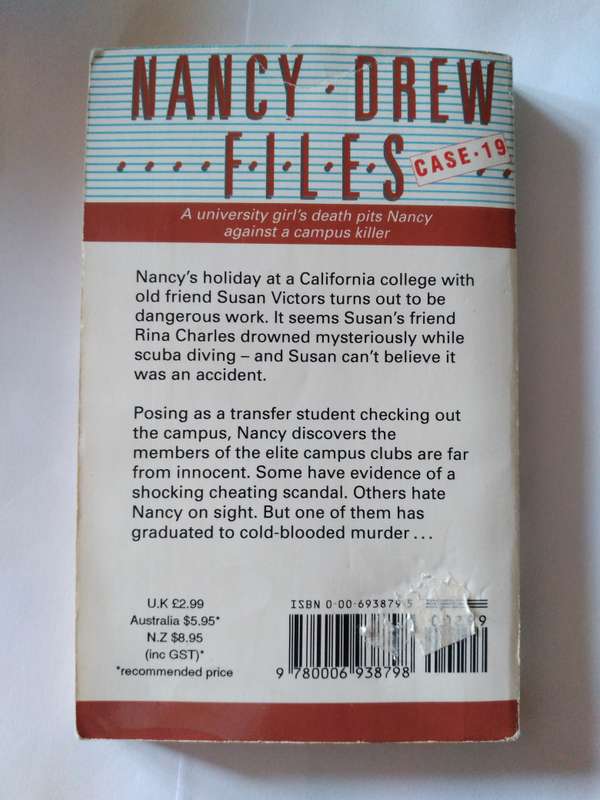 NANCY·DREW
FILES
CASE·19
A university girl's death pits Nancy
against a campus killer
Nancy's holiday at a California college with
old friend Susan Victors turns out to be
dangerous work. It seems Susan's friend
Rina Charles drowned mysteriously while
scuba diving – and Susan can't believe it
was an accident.
Posing as a transfer student checking out
the campus, Nancy discovers the
members of the elite campus clubs are far
from innocent. Some have evidence of a
shocking cheating scandal. Others hate
Nancy on sight. But one of them has
graduated to cold-blooded murder ...
U.K £2.99
Australia $5.95*
N.Z $8.95
(inc GST)*
*recommended price
ISBN 0-00-693879-5
9 780006 938798